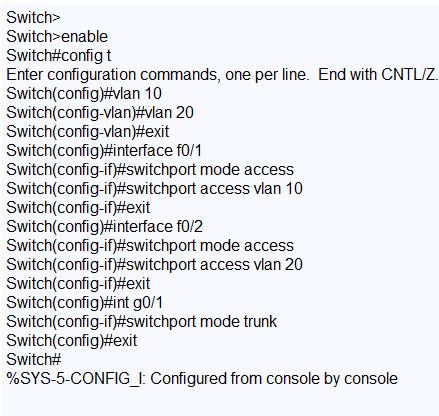 Switch>
Switch>enable
Switch#config t
Enter configuration commands, one per line.  End with CNTL/Z.
Switch(config)#vlan 10
Switch(config-vlan)#vlan 20
Switch(config-vlan)#exit
Switch(config)#interface f0/1
Switch(config-if)#switchport mode access
Switch(config-if)#switchport access vlan 10
Switch(config-if)#exit
Switch(config)#interface f0/2
Switch(config-if)#switchport mode access
Switch(config-if)#switchport access vlan 20
Switch(config-if)#exit
Switch(config)#int g0/1
Switch(config-if)#switchport mode trunk
Switch(config)#exit
Switch#
%SYS-5-CONFIG_I: Configured from console by console